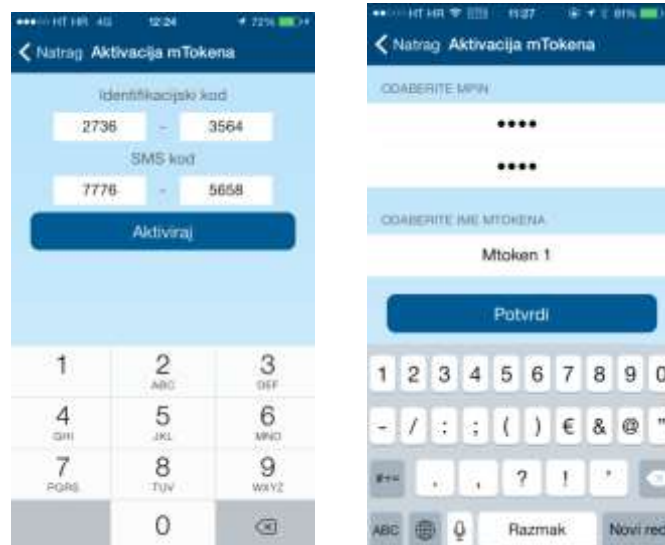 HT HR 4G 12:24 72%
Natrag Aktivacija mTokena
Identifikacijski kod
2736 - 3564
SMS kod
7776 - 5658
Aktiviraj
1 2 3
ABC DEF
4 5 6
GHI JKL MNO
7 8 9
PQRS TUV WXYZ
0
HT HR 11:37 81%
Natrag Aktivacija mTokena
ODABERITE MPIN
••••
••••
ODABERITE IME MTOKENA
Mtoken 1
Potvrdi
1 2 3 4 5 6 7 8 9 0
- / : ; ( ) € & @ "
#+= . , ? ! '
ABC Razmak Novi red